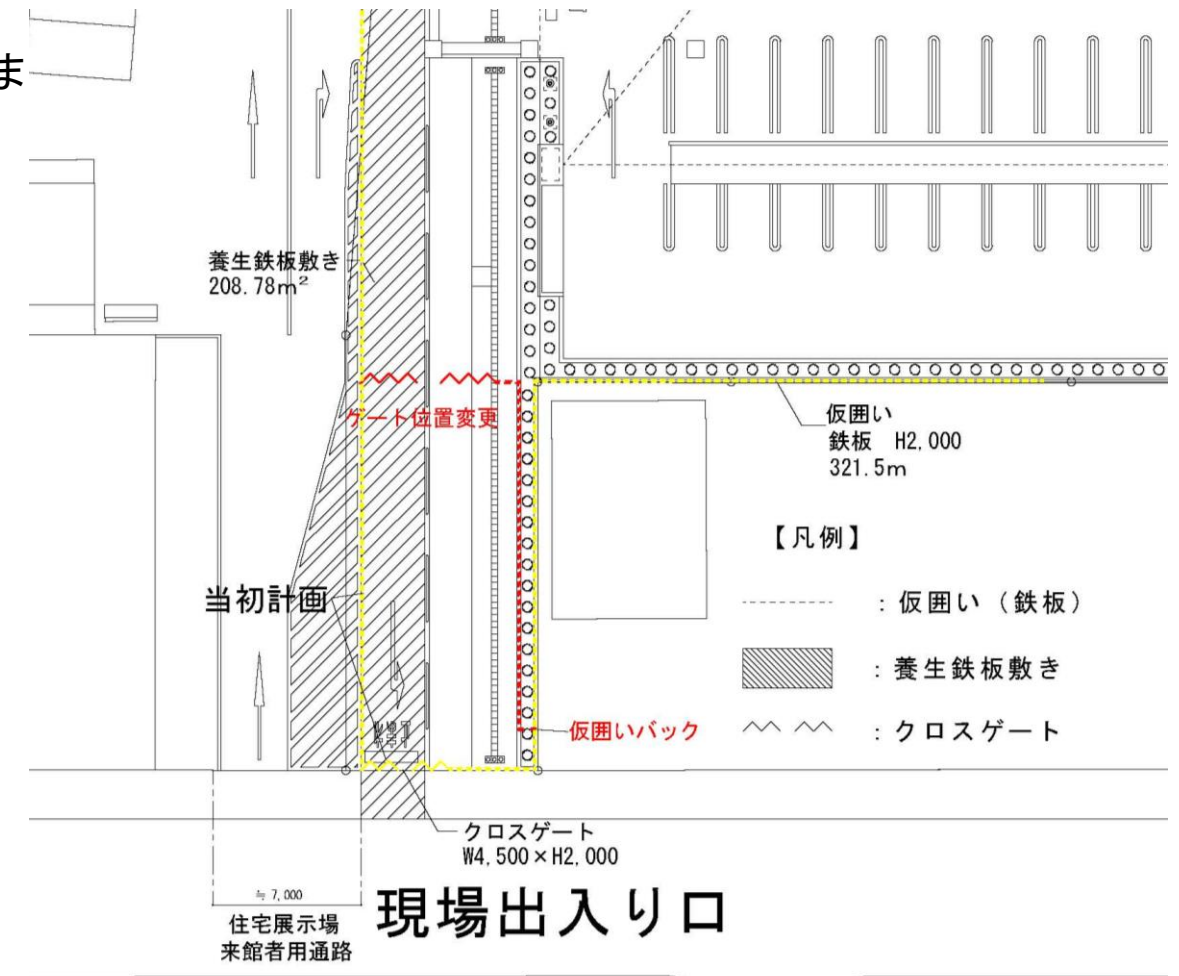 ま
養生鉄板敷き
208.78m²
ゲート位置変更
仮囲い
鉄板 H2,000
321.5m
【凡例】
当初計画
：仮囲い（鉄板）
：養生鉄板敷き
仮囲いバック
：クロスゲート
クロスゲート
W4,500×H2,000
≒7,000
住宅展示場
来館者用通路
現場出入り口